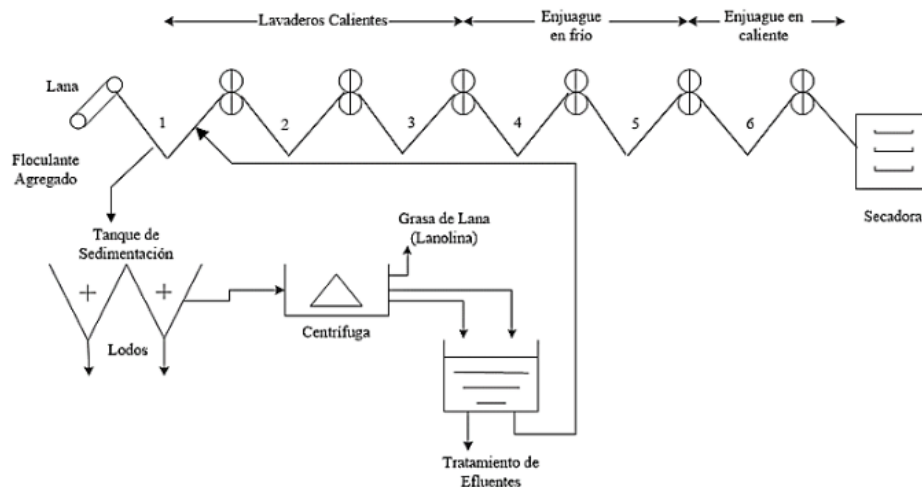 Lavaderos Calientes
Enjuague
en frio
Enjuague en
caliente
Lana
1
2
3
4
5
6
Floculante
Agregado
Secadora
Tanque de
Sedimentación
Grasa de Lana
(Lanolina)
Centrífuga
Lodos
Tratamiento de
Efluentes